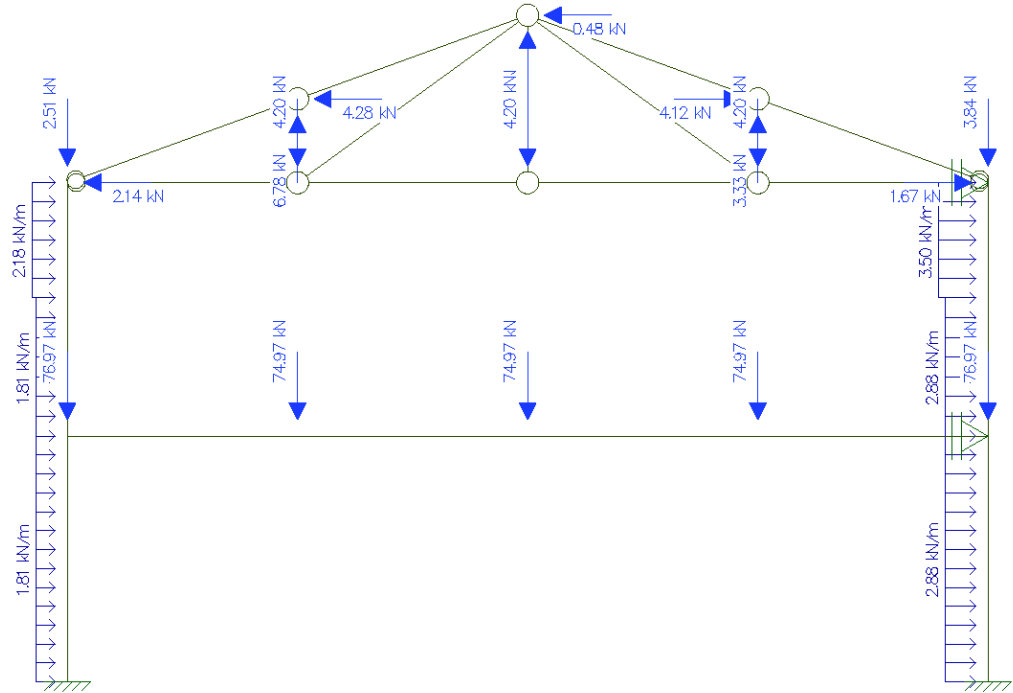 0.48 kN
2.51 kN
4.20 kN
4.28 kN
4.20 kN
4.12 kN
4.20 kN
3.84 kN
2.14 kN
6.78 kN
3.33 kN
1.67 kN
2.18 kN/m
3.50 kN/m
1.81 kN/m
76.97 kN
74.97 kN
74.97 kN
74.97 kN
2.88 kN/m
76.97 kN
1.81 kN/m
2.88 kN/m